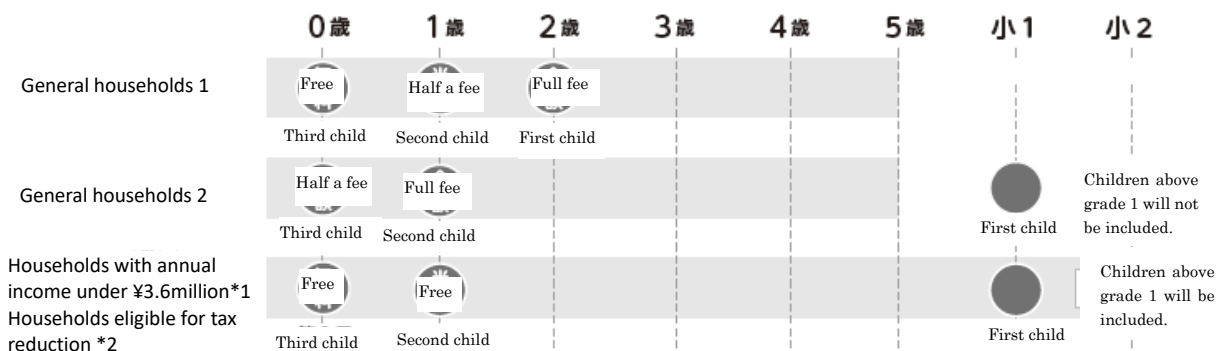 0歳 1歳 2歳 3歳 4歳 5歳 小1 小2
General households 1
Free Half a fee Full fee
Third child Second child First child
General households 2
Half a fee Full fee
Third child Second child First child
Children above
grade 1 will not
be included.
Households with annual
income under ¥3.6million*1
Households eligible for tax
reduction *2
Free Free
Third child Second child First child
Children above
grade 1 will be
included.